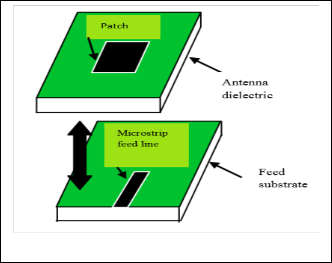 Patch
Antenna
dielectric
Microstrip
feed line
Feed
substrate